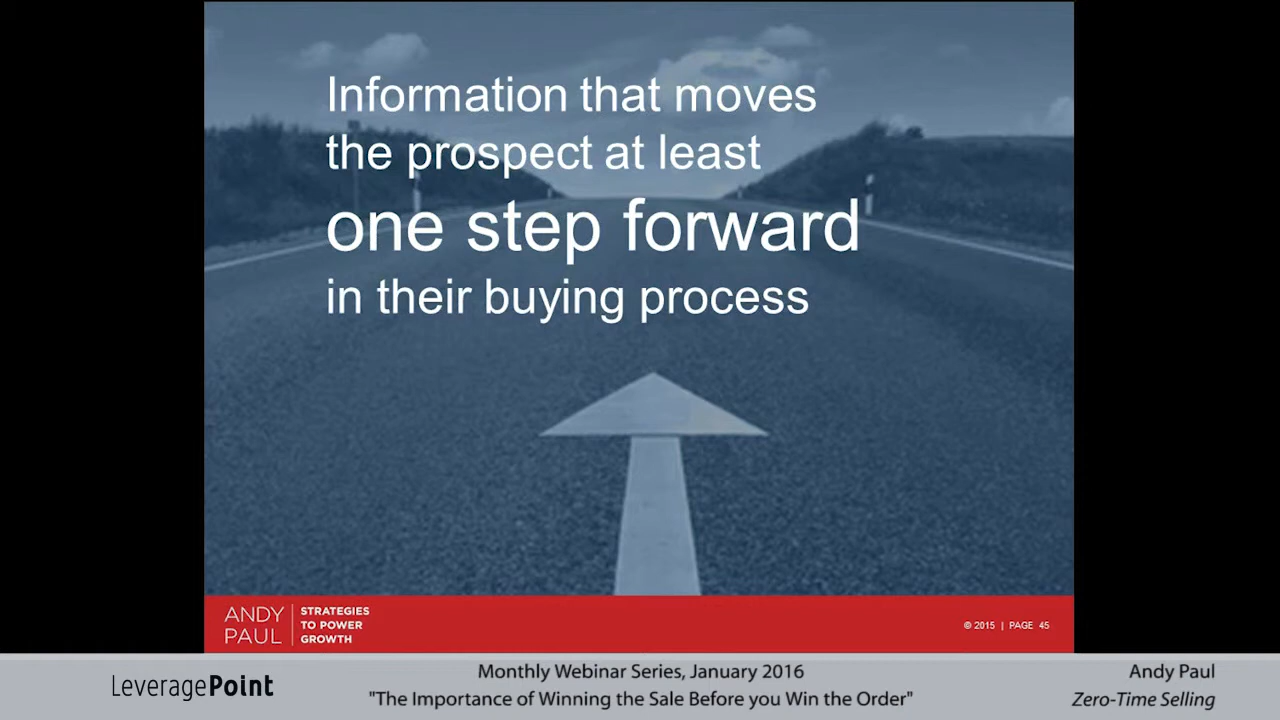 Information that moves
the prospect at least
one step forward
in their buying process
ANDY
PAUL
STRATEGIES
TO POWER
GROWTH
© 2015 | PAGE 45
LeveragePoint
Monthly Webinar Series, January 2016
"The Importance of Winning the Sale Before you Win the Order"
Andy Paul
Zero-Time Selling